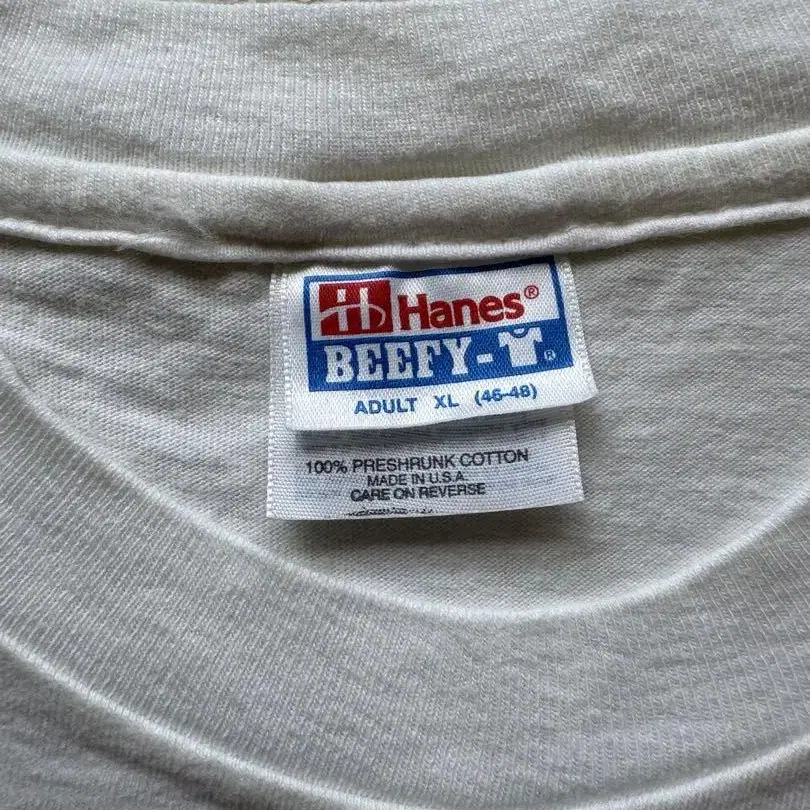 Hanes®
BEEFY-T®
ADULT XL (46-48)
100% PRESHRUNK COTTON
MADE IN U.S.A.
CARE ON REVERSE